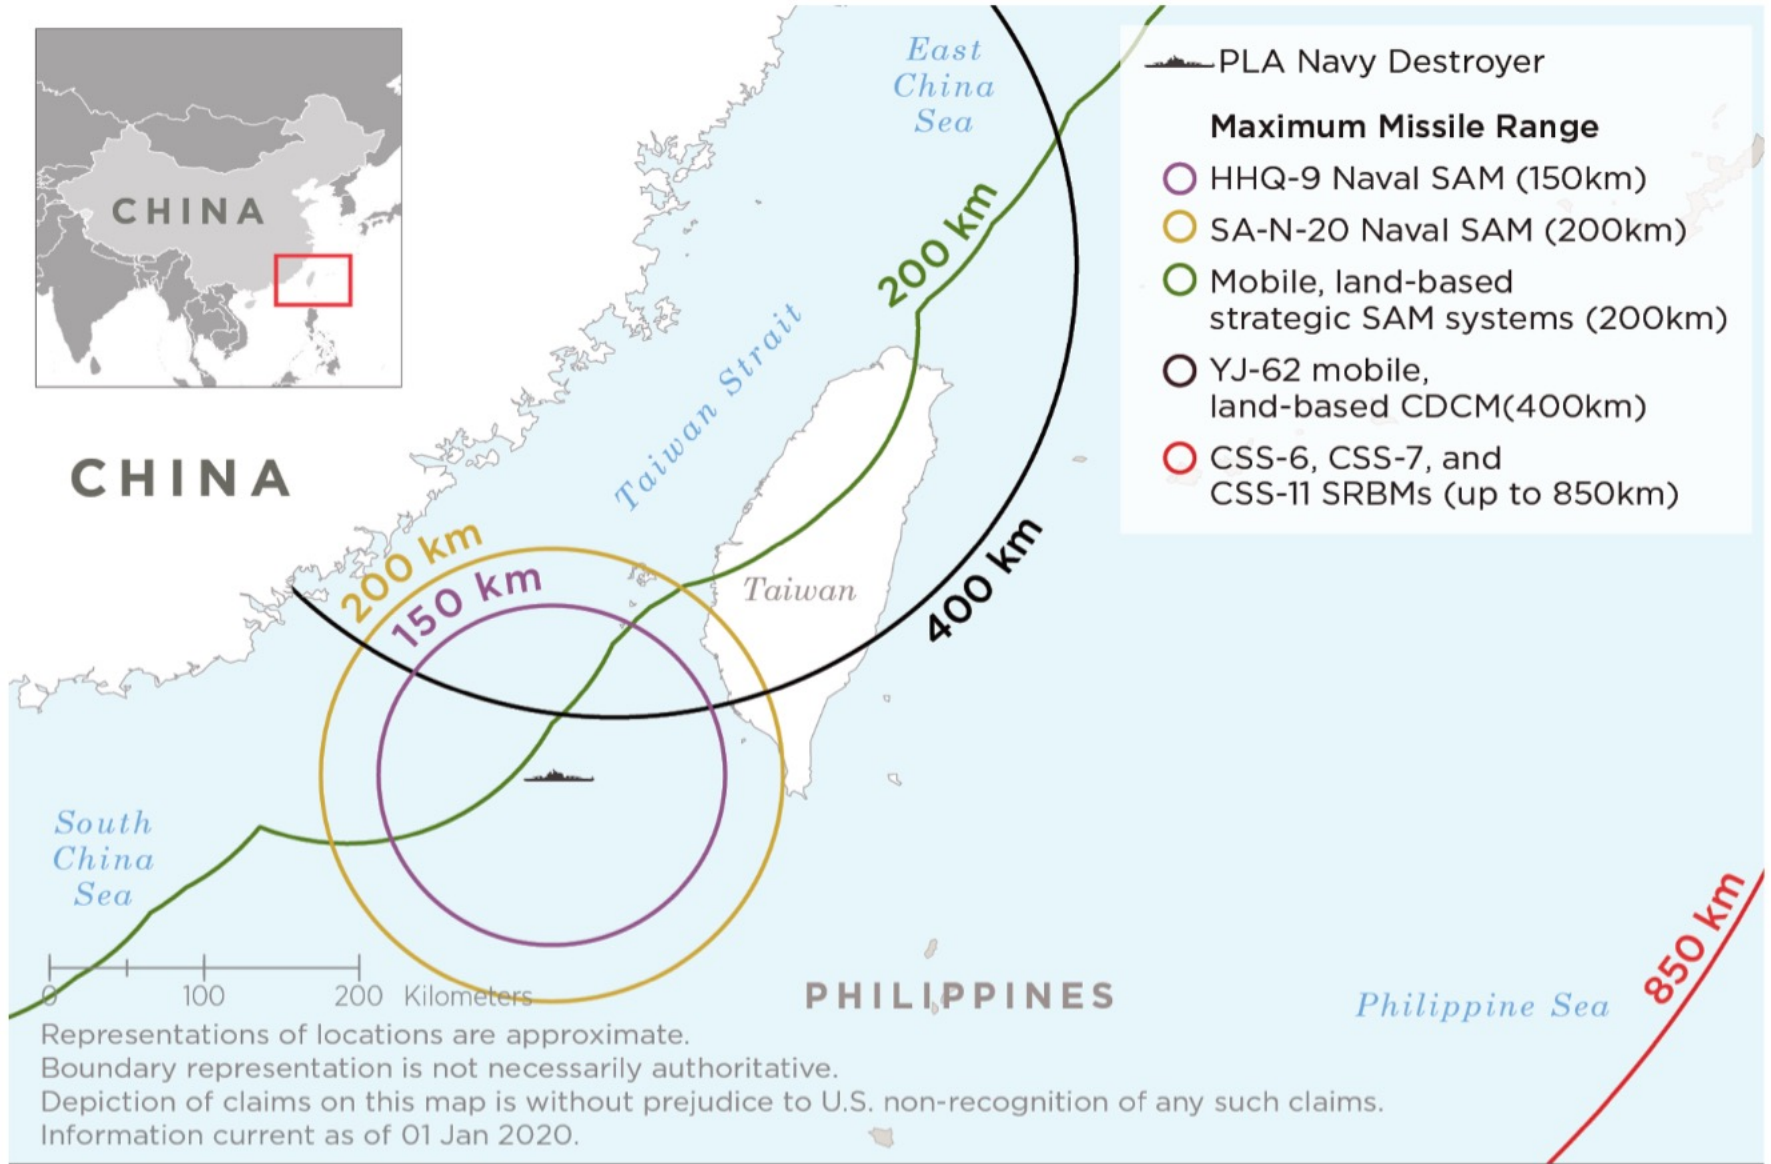 CHINA
East
China
Sea
PLA Navy Destroyer
Maximum Missile Range
HHQ-9 Naval SAM (150km)
SA-N-20 Naval SAM (200km)
Mobile, land-based
strategic SAM systems (200km)
YJ-62 mobile,
land-based CDCM(400km)
CSS-6, CSS-7, and
CSS-11 SRBMs (up to 850km)
200 km
Taiwan Strait
CHINA
200 km
150 km
Taiwan
400 km
South
China
Sea
850 km
PHILIPPINES
Philippine Sea
0 100 200 Kilometers
Representations of locations are approximate.
Boundary representation is not necessarily authoritative.
Depiction of claims on this map is without prejudice to U.S. non-recognition of any such claims.
Information current as of 01 Jan 2020.